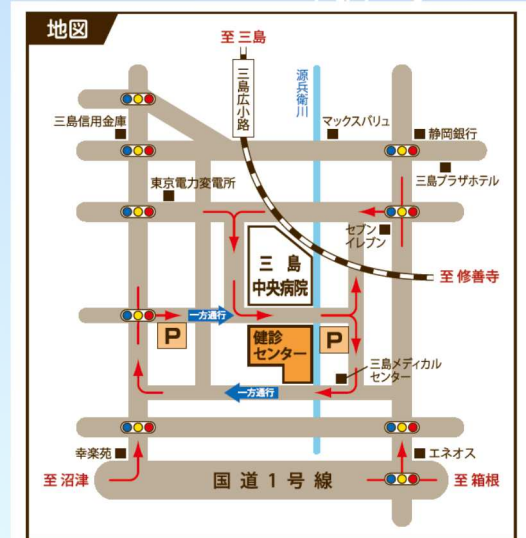 地図
至 三島
三島広小路
源兵衛川
三島信用金庫
マックスバリュ
静岡銀行
東京電力変電所
三島プラザホテル
セブン
イレブン
三島
中央病院
至 修善寺
一方通行
P
健診
センター
P
三島メディカル
センター
一方通行
幸楽苑
エネオス
至 沼津
国道1号線
至 箱根